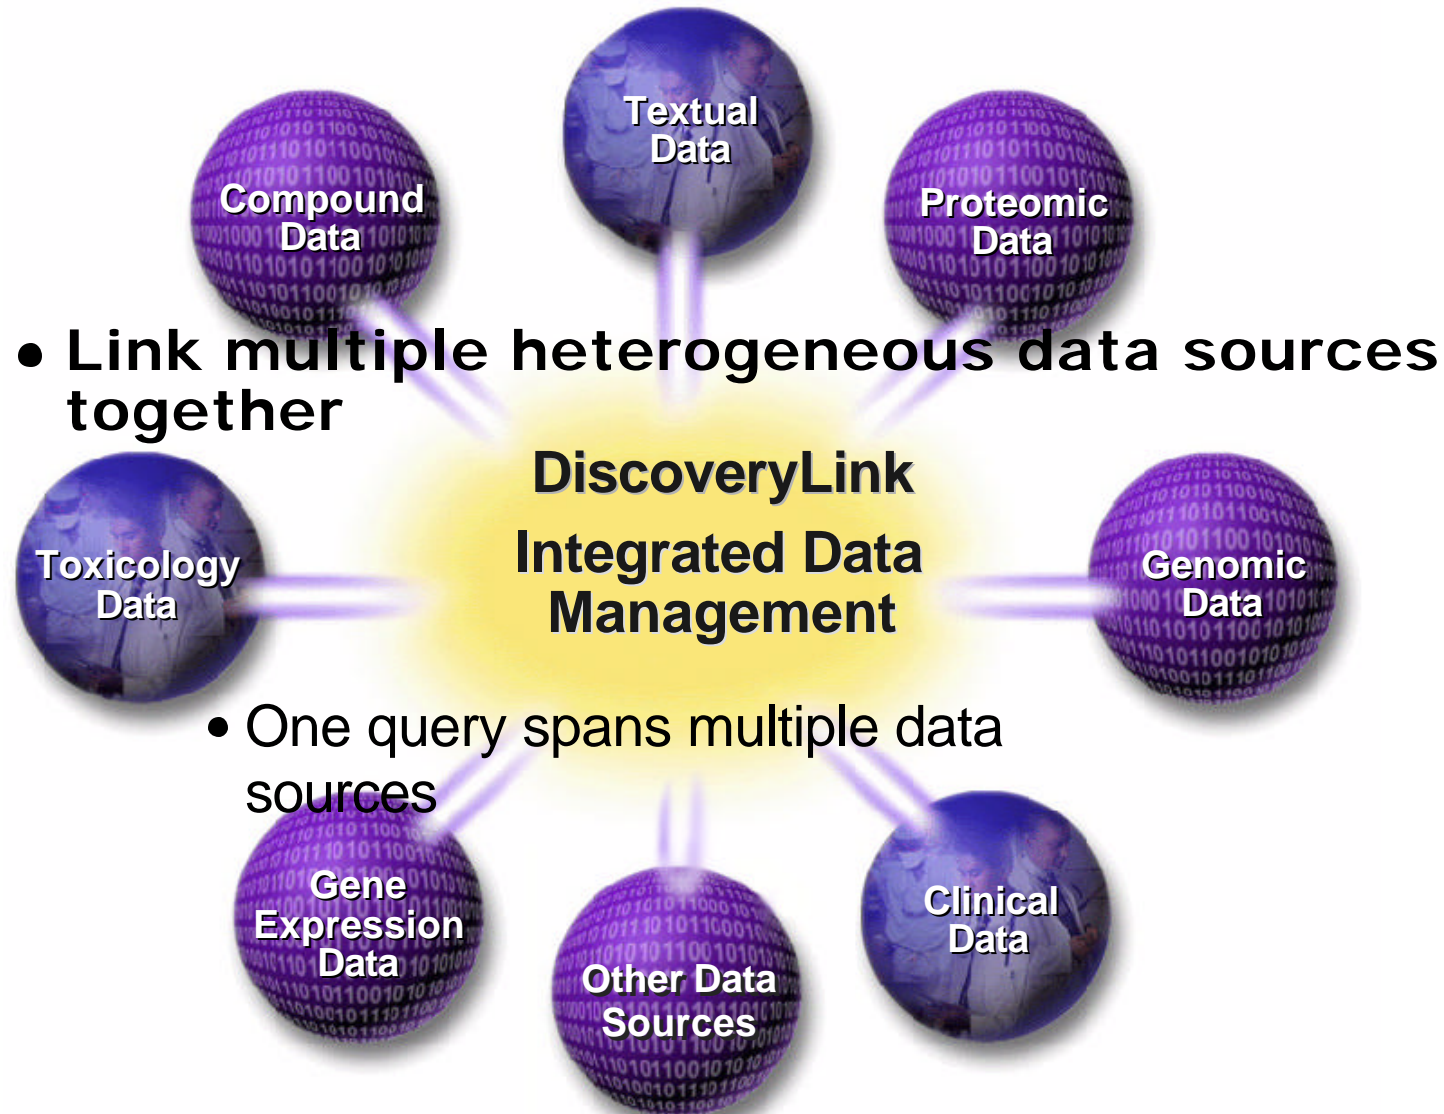 Textual
Data
Compound
Data
Proteomic
Data
• Link multiple heterogeneous data sources
together
DiscoveryLink
Integrated Data
Management
Toxicology
Data
Genomic
Data
• One query spans multiple data
sources
Gene
Expression
Data
Clinical
Data
Other Data
Sources